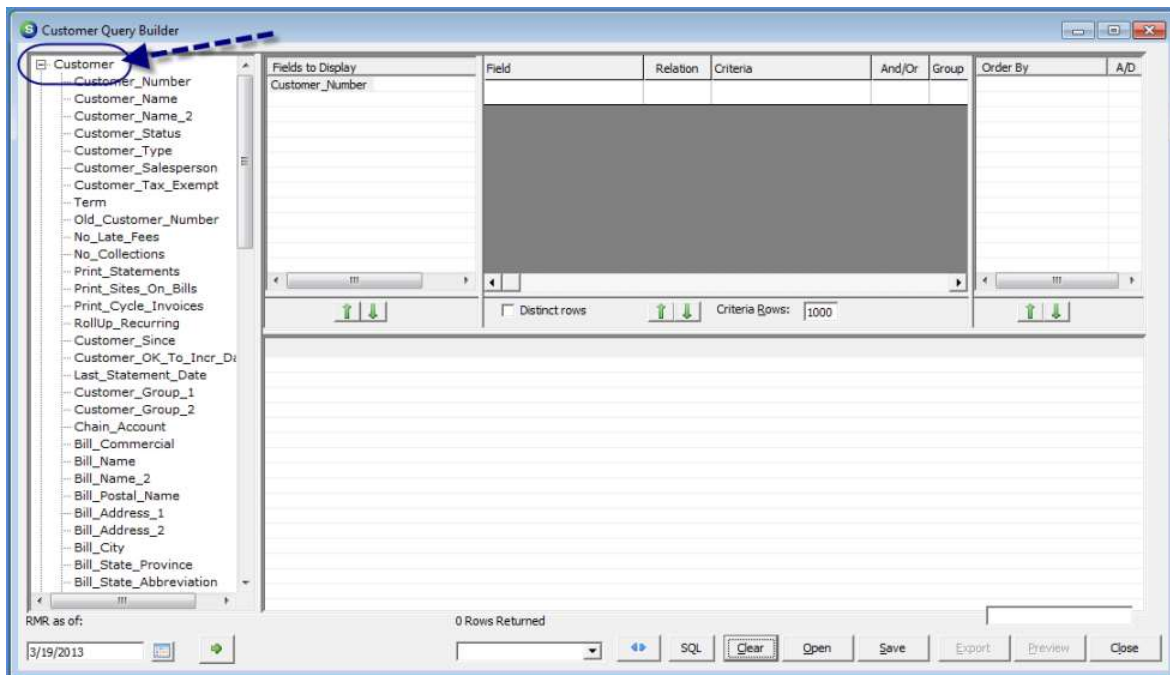 Customer Query Builder
Customer
Customer_Number
Customer_Name
Customer_Name_2
Customer_Status
Customer_Type
Customer_Salesperson
Customer_Tax_Exempt
Term
Old_Customer_Number
No_Late_Fees
No_Collections
Print_Statements
Print_Sites_On_Bills
Print_Cycle_Invoices
RollUp_Recurring
Customer_Since
Customer_OK_To_Incr_Da
Last_Statement_Date
Customer_Group_1
Customer_Group_2
Chain_Account
Bill_Commercial
Bill_Name
Bill_Name_2
Bill_Postal_Name
Bill_Address_1
Bill_Address_2
Bill_City
Bill_State_Province
Bill_State_Abbreviation
Fields to Display
Customer_Number
Field Relation Criteria And/Or Group
Order By A/D
Distinct rows Criteria Rows: 1000
RMR as of: 0 Rows Returned
3/19/2013 SQL Clear Open Save Export Preview Close